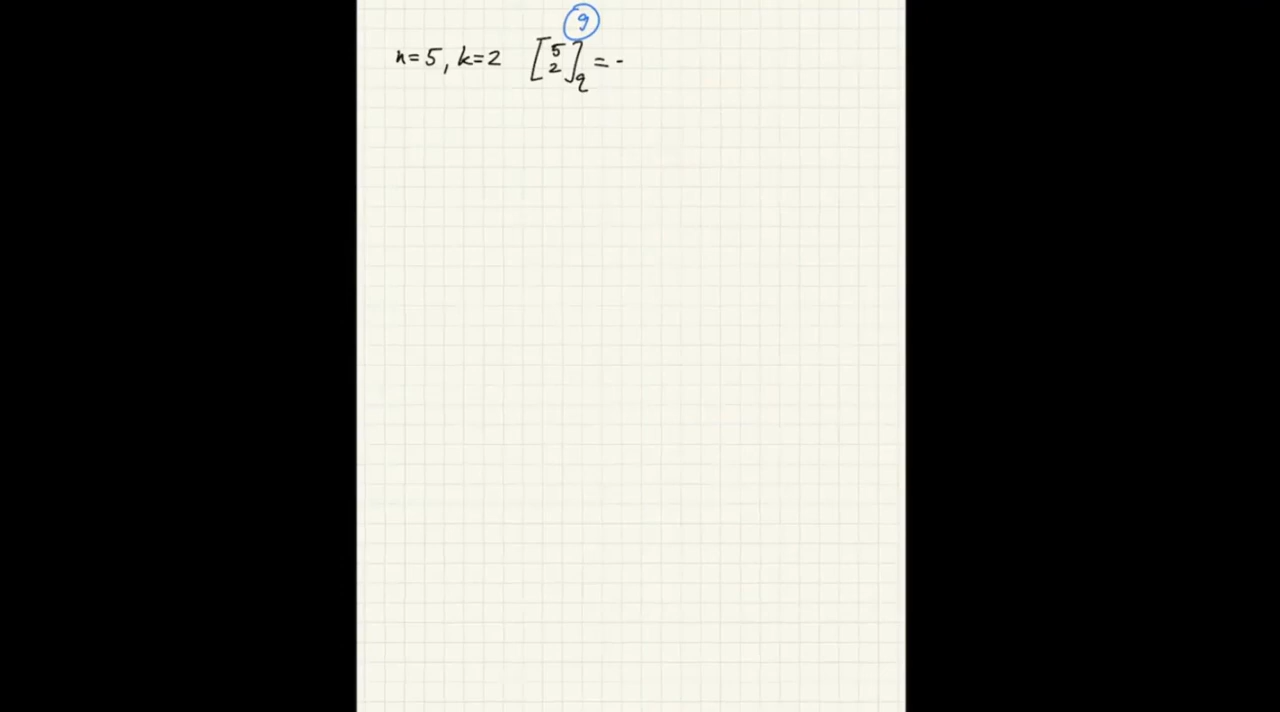 9
n=5, k=2 [5 2]q = -